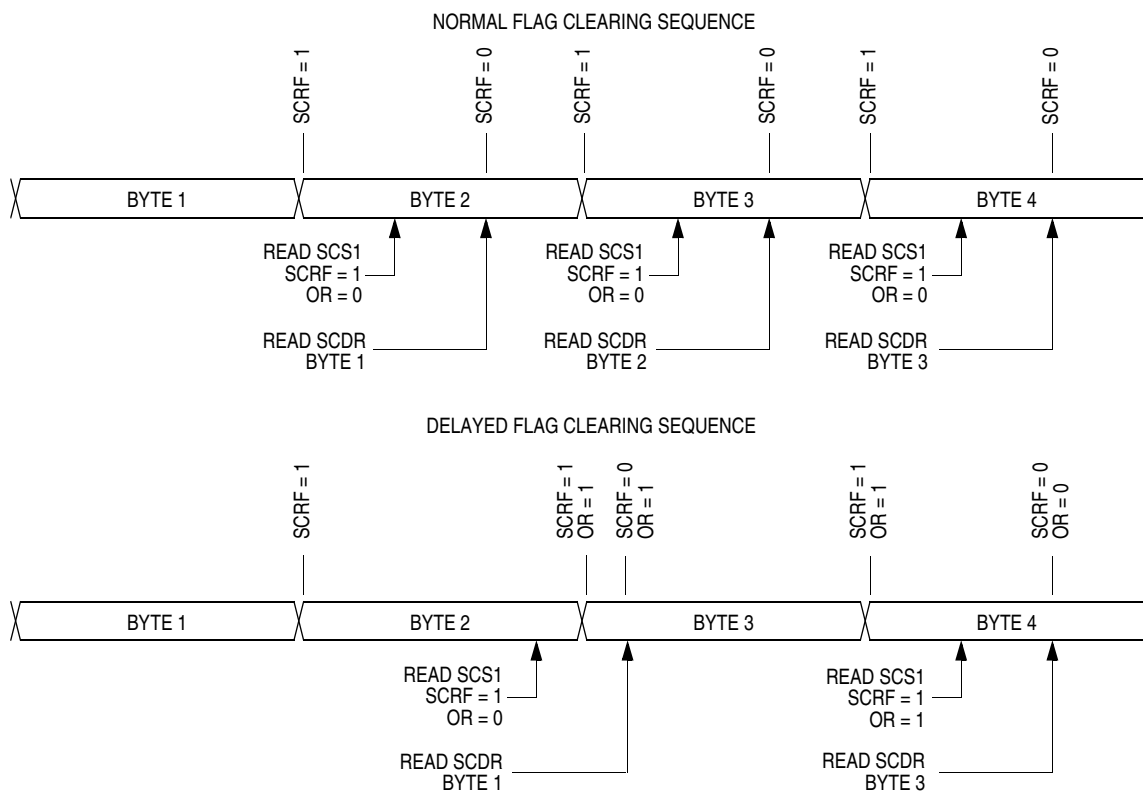 NORMAL FLAG CLEARING SEQUENCE
SCRF = 1
SCRF = 0
SCRF = 1
SCRF = 0
SCRF = 1
SCRF = 0
BYTE 1
BYTE 2
BYTE 3
BYTE 4
READ SCS1
SCRF = 1
OR = 0
READ SCS1
SCRF = 1
OR = 0
READ SCS1
SCRF = 1
OR = 0
READ SCDR
BYTE 1
READ SCDR
BYTE 2
READ SCDR
BYTE 3
DELAYED FLAG CLEARING SEQUENCE
SCRF = 1
SCRF = 1
OR = 1
SCRF = 0
OR = 1
SCRF = 1
OR = 1
SCRF = 0
OR = 0
BYTE 1
BYTE 2
BYTE 3
BYTE 4
READ SCS1
SCRF = 1
OR = 0
READ SCS1
SCRF = 1
OR = 1
READ SCDR
BYTE 1
READ SCDR
BYTE 3